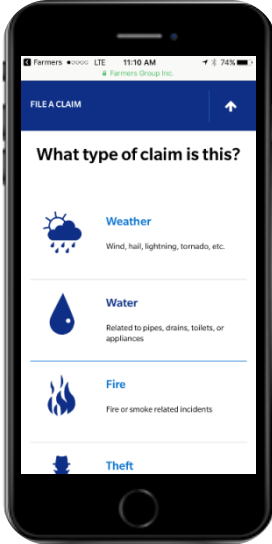 Farmers LTE 11:10 AM 74%
Farmers Group Inc.
FILE A CLAIM
What type of claim is this?
Weather
Wind, hail, lightning, tornado, etc.
Water
Related to pipes, drains, toilets, or
appliances
Fire
Fire or smoke related incidents
Theft